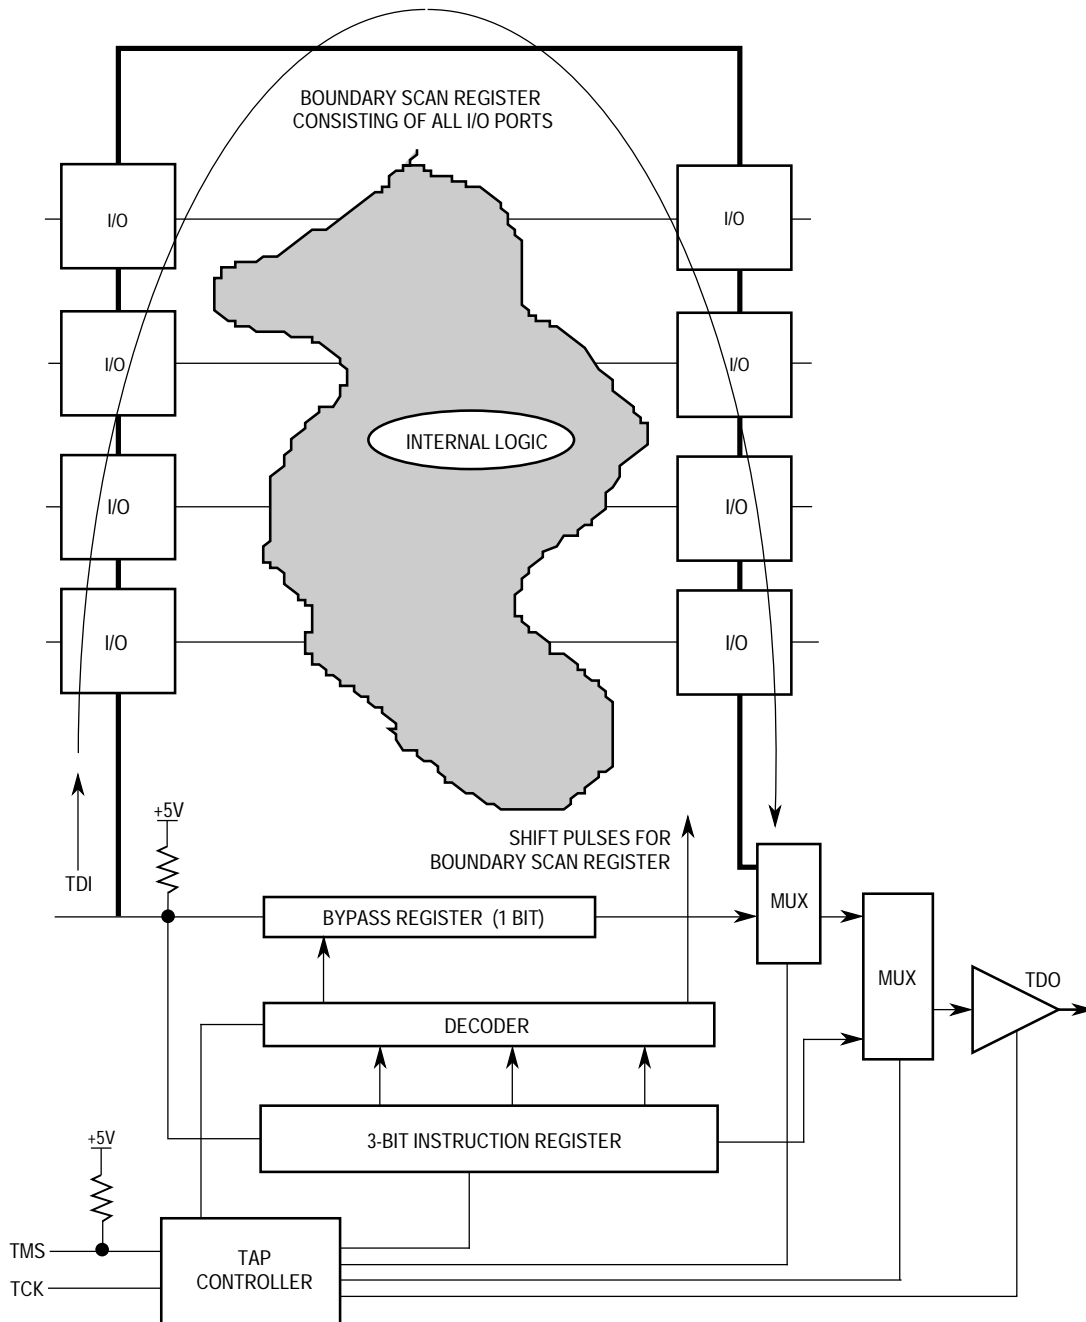 BOUNDARY SCAN REGISTER
CONSISTING OF ALL I/O PORTS
I/O
I/O
I/O
I/O
INTERNAL LOGIC
I/O
I/O
I/O
I/O
+5V
SHIFT PULSES FOR
BOUNDARY SCAN REGISTER
TDI
MUX
BYPASS REGISTER (1 BIT)
MUX
TDO
DECODER
3-BIT INSTRUCTION REGISTER
+5V
TMS
TAP
CONTROLLER
TCK